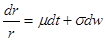 dr/r = μdt + σdw